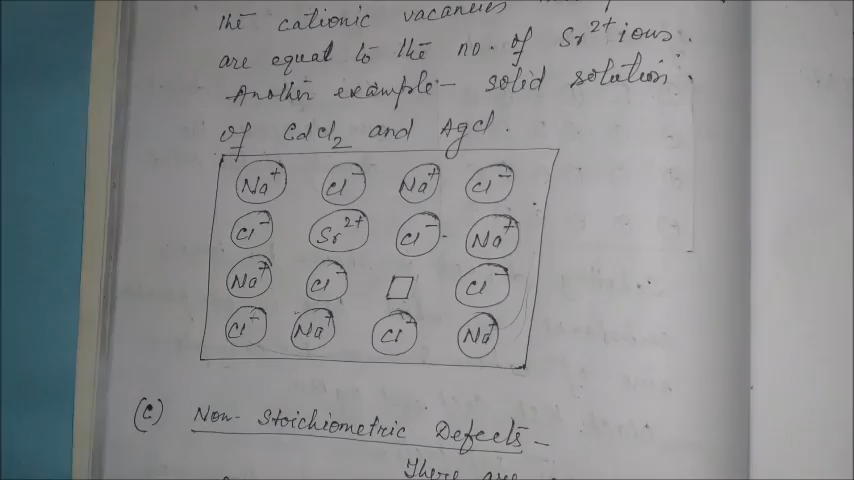 the cationic vacancies
are equal to the no. of Sr²⁺ ions.
Another example - solid solution
of CdCl₂ and AgCl.
Na⁺ Cl⁻ Na⁺ Cl⁻
Cl⁻ Sr²⁺ Cl⁻ Na⁺
Na⁺ Cl⁻ □ Cl⁻
Cl⁺ Na⁺ Cl⁻ Na⁺
(C) Non-Stoichiometric Defects -
There are